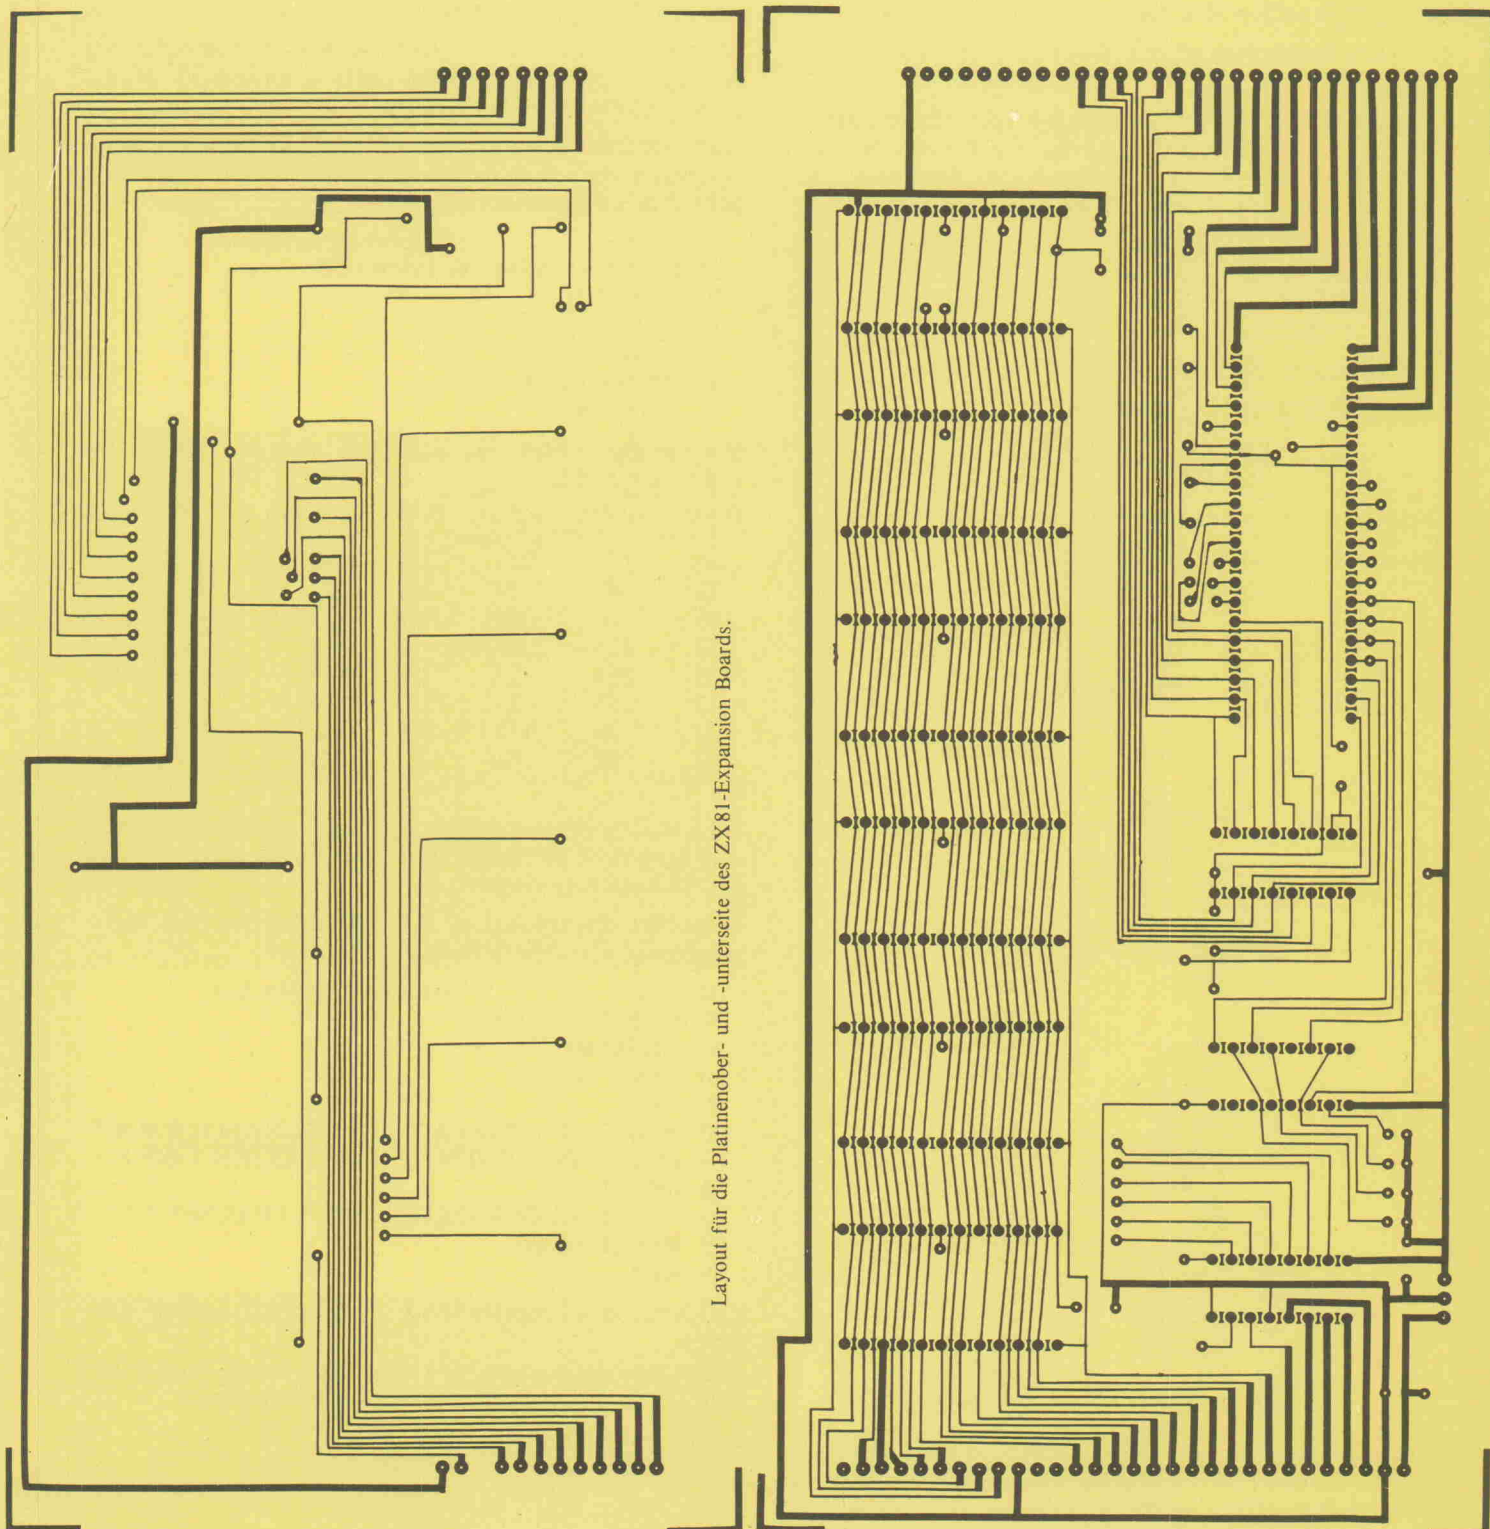 Layout für die Platinenober- und -unterseite des ZX81-Expansion Boards.